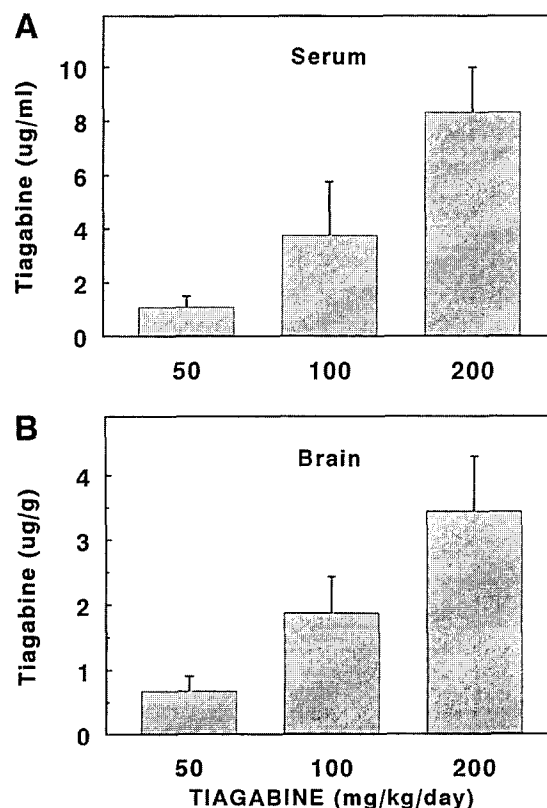 A
Serum
Tiagabine (ug/ml)
10
8
6
4
2
0
50 100 200
B
Brain
Tiagabine (ug/g)
4
3
2
1
0
50 100 200
TIAGABINE (mg/kg/day)